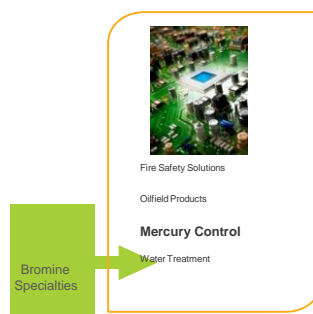 Fire Safety Solutions
Oilfield Products
Mercury Control
Water Treatment
Bromine
Specialties